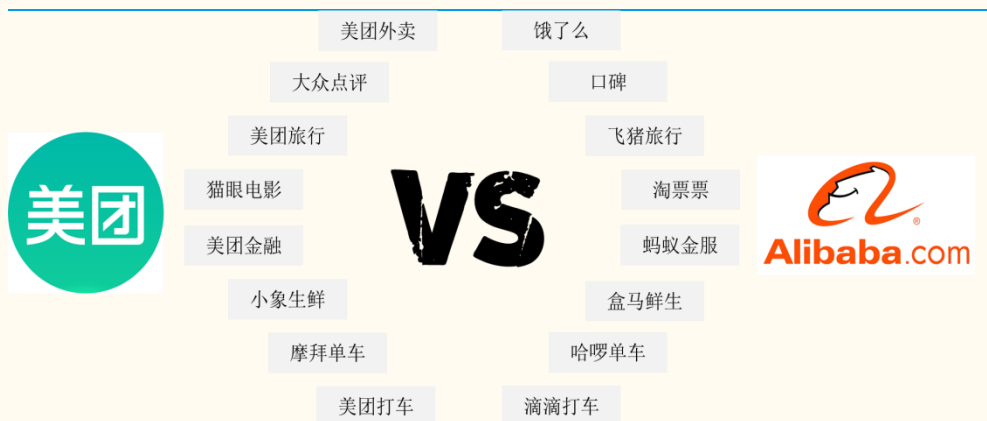 美团外卖 饿了么
大众点评 口碑
美团旅行 飞猪旅行
猫眼电影 淘票票
美团金融 蚂蚁金服
小象生鲜 盒马鲜生
摩拜单车 哈啰单车
美团打车 滴滴打车
美团
VS
Alibaba.com
®